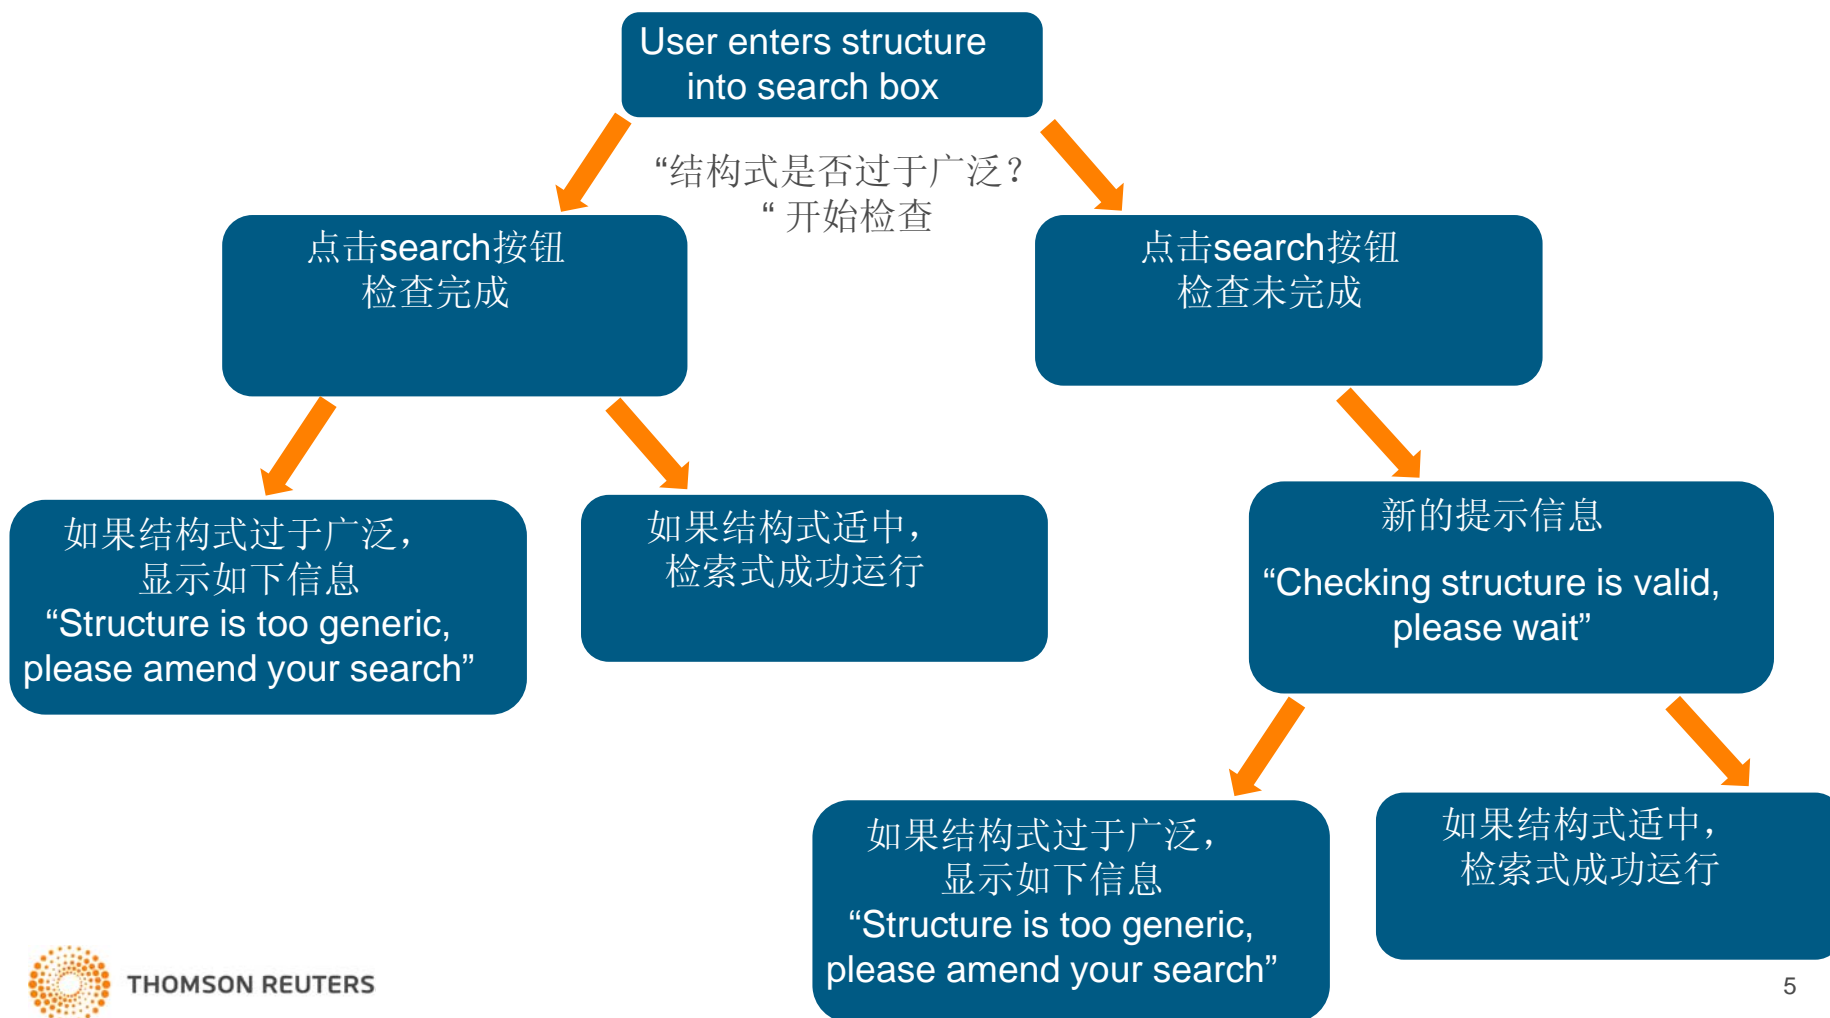 User enters structure
into search box
“结构式是否过于广泛？
“ 开始检查
点击search按钮
检查完成
点击search按钮
检查未完成
如果结构式过于广泛，
显示如下信息
“Structure is too generic,
please amend your search”
如果结构式适中，
检索式成功运行
新的提示信息
“Checking structure is valid,
please wait”
如果结构式过于广泛，
显示如下信息
“Structure is too generic,
please amend your search”
如果结构式适中，
检索式成功运行
THOMSON REUTERS
5